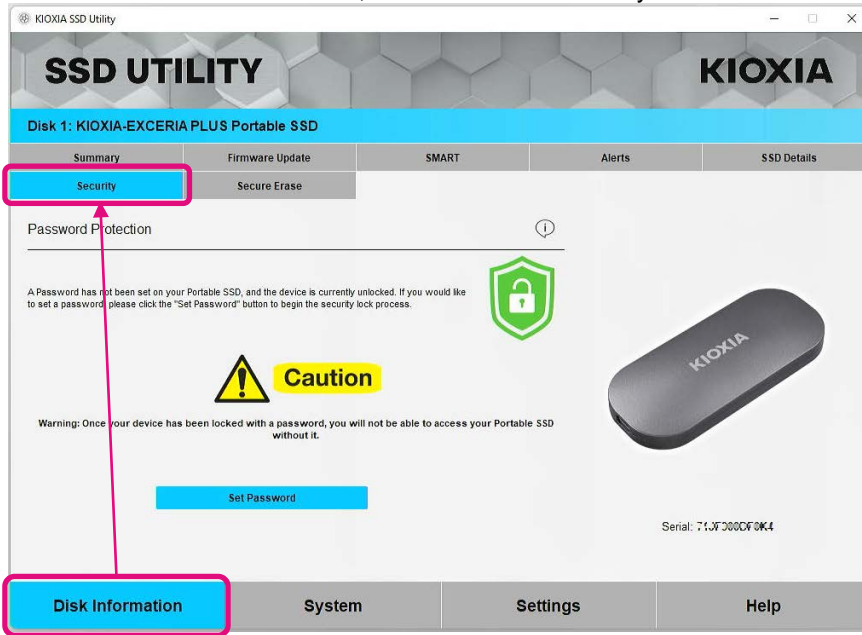 KIOXIA SSD Utility
SSD UTILITY
KIOXIA
Disk 1: KIOXIA-EXCERIA PLUS Portable SSD
Summary
Firmware Update
SMART
Alerts
SSD Details
Security
Secure Erase
Password Protection
A Password has not been set on your Portable SSD, and the device is currently unlocked. If you would like
to set a password, please click the "Set Password" button to begin the security lock process.
KIOXIA
Caution
Warning: Once your device has been locked with a password, you will not be able to access your Portable SSD
without it.
Set Password
Serial:
Disk Information
System
Settings
Help